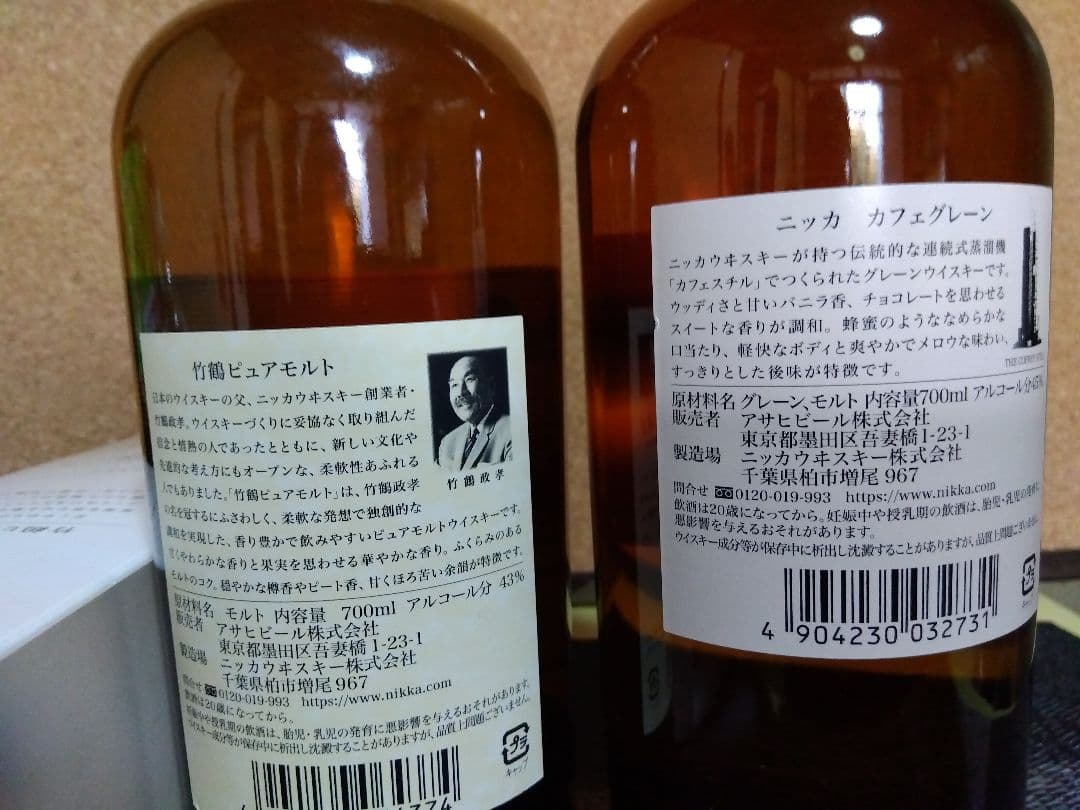 竹鶴ピュアモルト
日本のウイスキーの父、ニッカウヰスキー創業者・
竹鶴政孝。ウイスキーづくりに妥協なく取り組んだ
信念と情熱の人であったとともに、新しい文化や
先進的な考え方にもオープンな、柔軟性あふれる
人でもありました。「竹鶴ピュアモルト」は、竹鶴政孝
の名を冠するにふさわしく、柔軟な発想で独創的な
調和を実現した、香り豊かで飲みやすいピュアモルトウイスキーです。
甘くやわらかな香りと果実を思わせる華やかな香り。ふくらみのある
モルトのコク。穏やかな樽香やピート香、甘くほろ苦い余韻が特徴です。
竹鶴政孝
原材料名 モルト 内容量 700ml アルコール分 43%
販売者 アサヒビール株式会社
東京都墨田区吾妻橋1-23-1
製造場 ニッカウヰスキー株式会社
千葉県柏市増尾967
問合せ 0120-019-993 https://www.nikka.com
飲酒は20歳になってから。
妊娠中や授乳期の飲酒は、胎児・乳児の発育に悪影響を与えるおそれがあります。
ウイスキー成分等が保存中に析出し沈澱することがありますが、品質上問題ございません。
プラ
キャップ
ニッカ カフェグレーン
ニッカウヰスキーが持つ伝統的な連続式蒸溜機
「カフェスチル」でつくられたグレーンウイスキーです。
ウッディさと甘いバニラ香、チョコレートを思わせる
スイートな香りが調和。蜂蜜のようななめらかな
口当たり、軽快なボディと爽やかでメロウな味わい、
すっきりとした後味が特徴です。
THE COFFEY STILL
原材料名 グレーン、モルト 内容量700ml アルコール分45%
販売者 アサヒビール株式会社
東京都墨田区吾妻橋1-23-1
製造場 ニッカウヰスキー株式会社
千葉県柏市増尾967
問合せ 0120-019-993 https://www.nikka.com
飲酒は20歳になってから。妊娠中や授乳期の飲酒は、胎児・乳児の発育に
悪影響を与えるおそれがあります。
ウイスキー成分等が保存中に析出し沈澱することがありますが、品質上問題ございません。
4 904230 032731